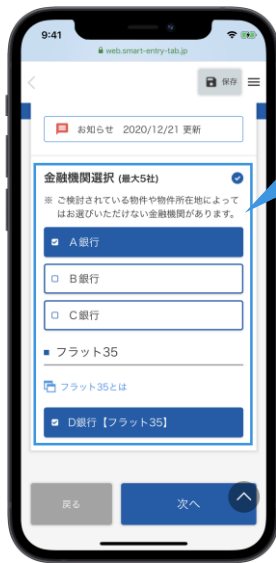 9:41
web.smart-entry-tab.jp
保存
お知らせ 2020/12/21 更新
金融機関選択 (最大5社)
※ ご検討されている物件や物件所在地によって
はお選びいただけない金融機関があります。
A銀行
B銀行
C銀行
フラット35
フラット35とは
D銀行【フラット35】
戻る
次へ